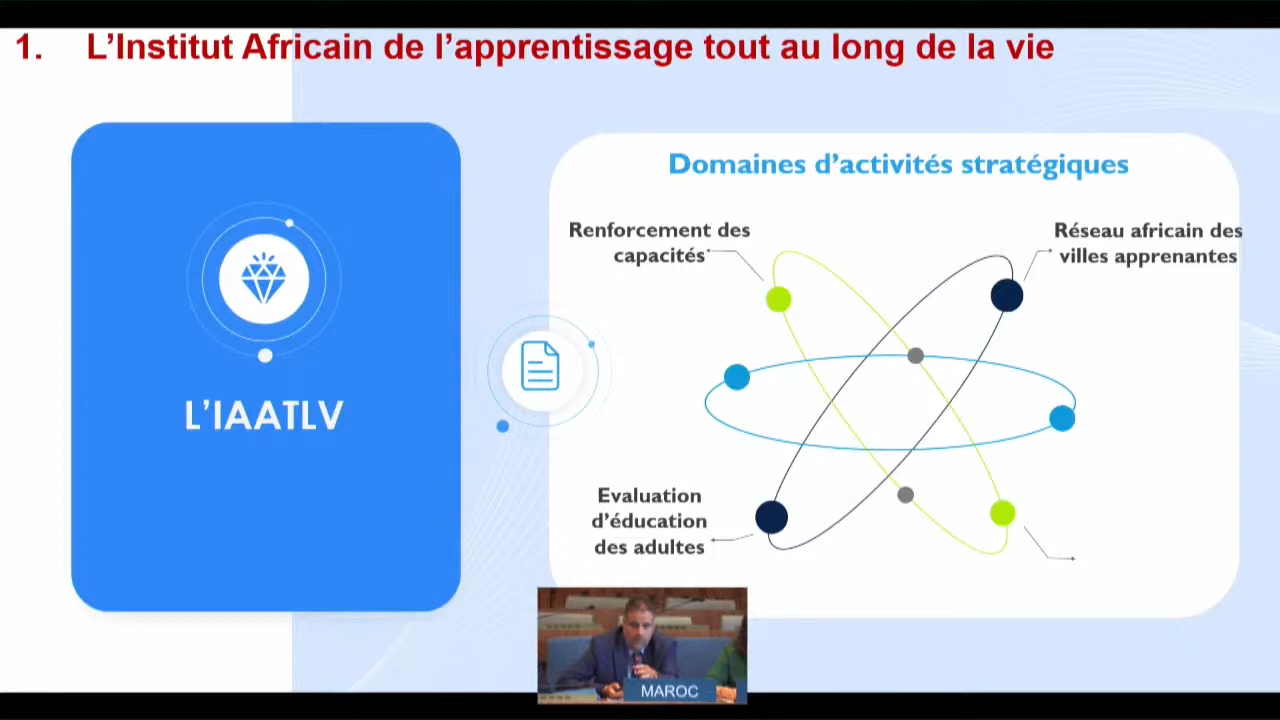 1. L’Institut Africain de l’apprentissage tout au long de la vie
L’IAATLV
Domaines d’activités stratégiques
Renforcement des
capacités
Réseau africain des
villes apprenantes
Evaluation
d’éducation
des adultes
MAROC